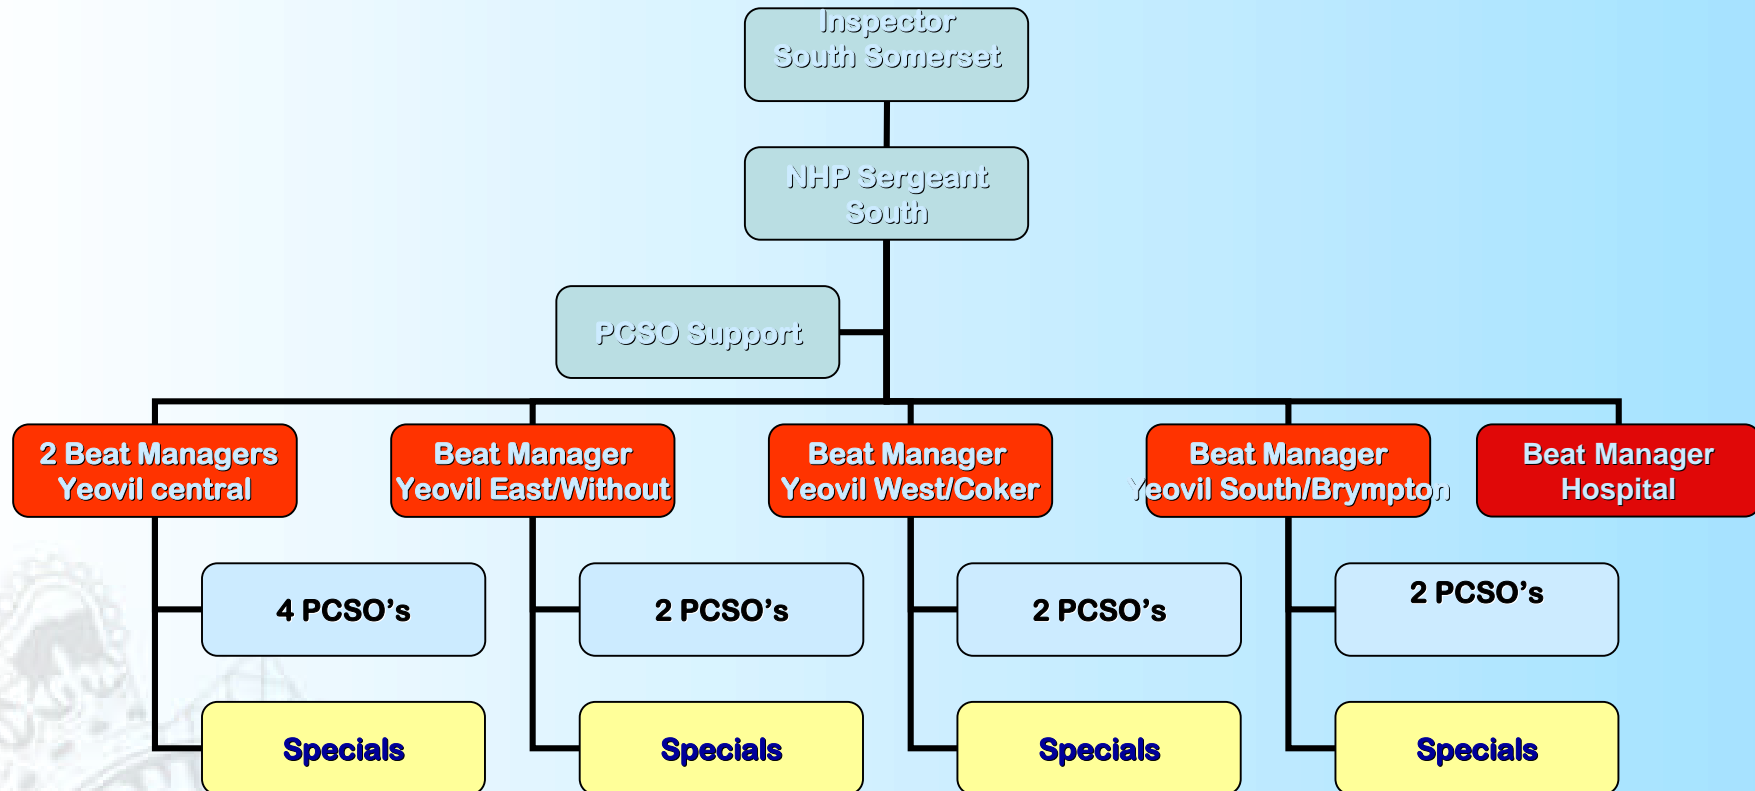 Inspector
South Somerset
NHP Sergeant
South
PCSO Support
2 Beat Managers
Yeovil central
Beat Manager
Yeovil East/Without
Beat Manager
Yeovil West/Coker
Beat Manager
Yeovil South/Brympton
Beat Manager
Hospital
4 PCSO’s
2 PCSO’s
2 PCSO’s
2 PCSO’s
Specials
Specials
Specials
Specials